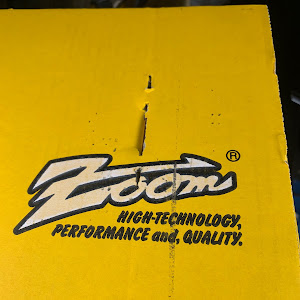 Zoom®
HIGH-TECHNOLOGY,
PERFORMANCE and, QUALITY.